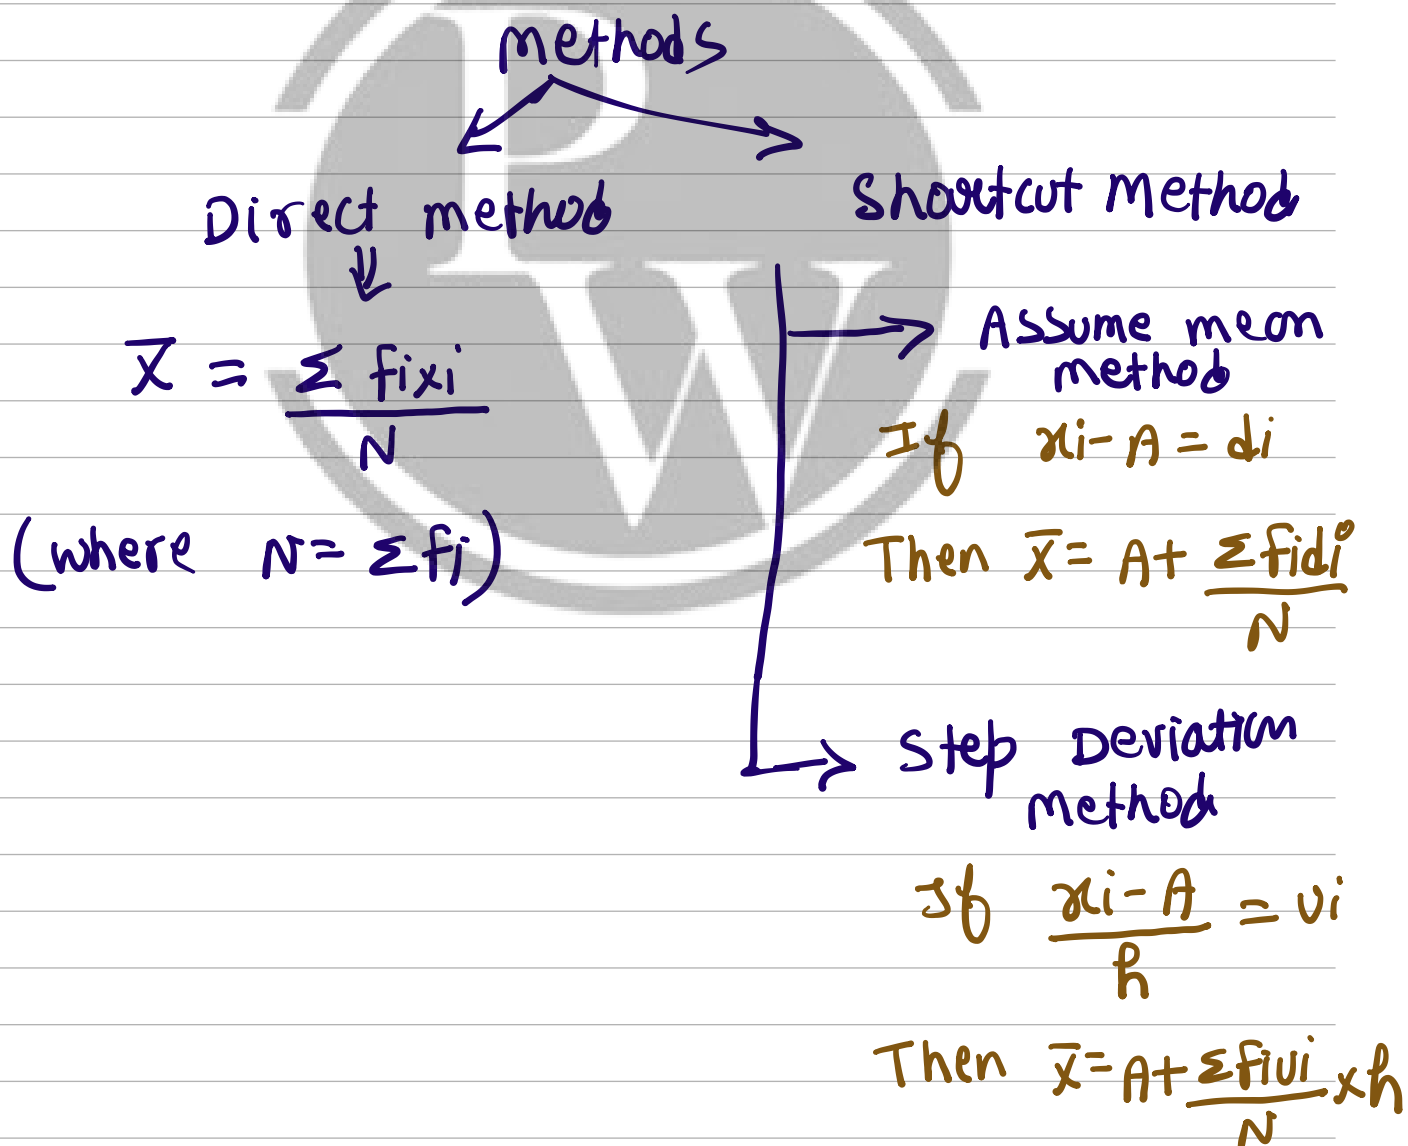 methods
Direct method
Shortcut Method
X̅ = Σ fixi / N
(where N = Σfi)
Assume mean
method
If xi - A = di
Then x̅ = A + Σfidi / N
Step Deviation
method
If xi - A / h = ui
Then x̅ = A + Σfiui / N × h
PW